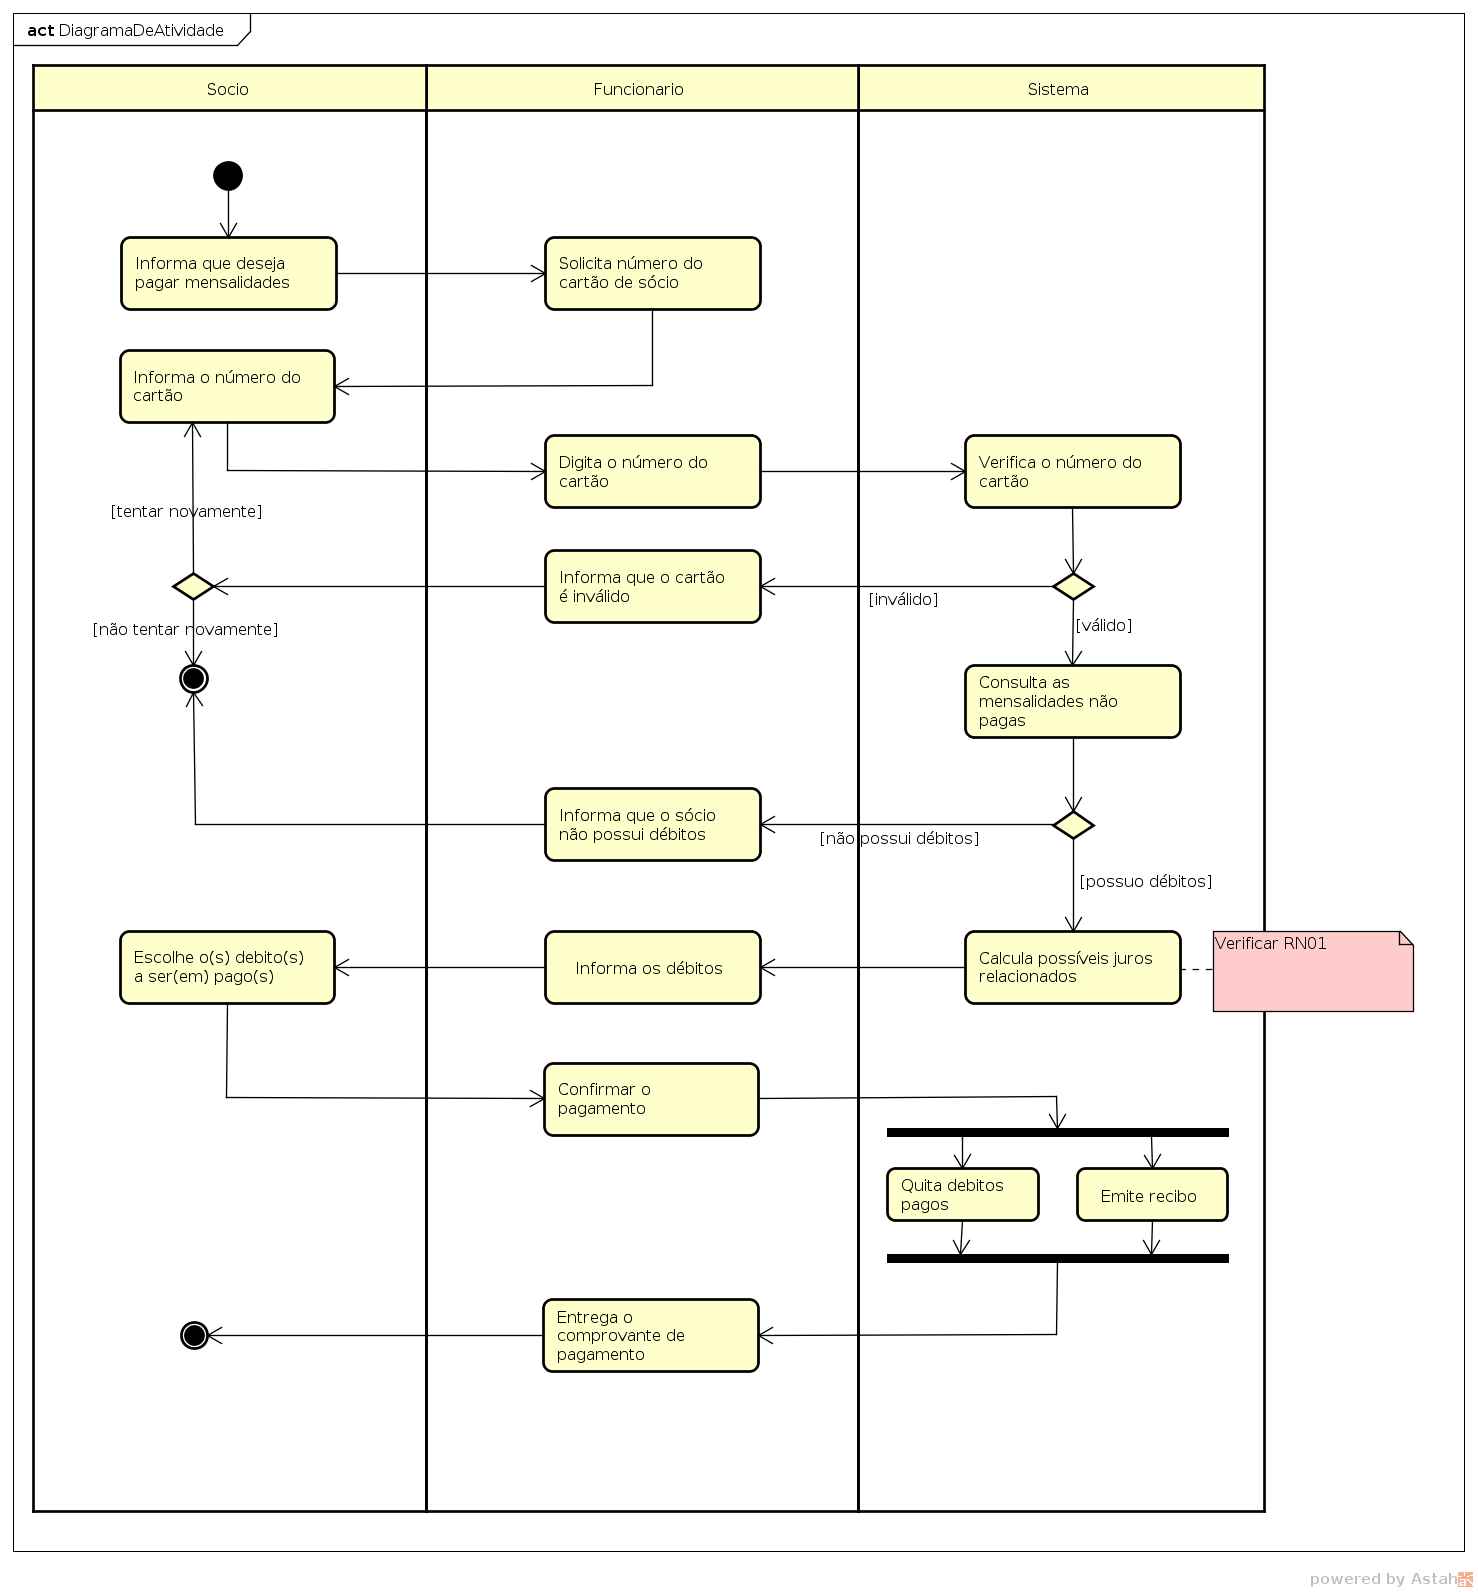 act DiagramaDeAtividade
Socio
Funcionario
Sistema
Informa que deseja
pagar mensalidades
Solicita número do
cartão de sócio
Informa o número do
cartão
Digita o número do
cartão
Verifica o número do
cartão
[tentar novamente]
Informa que o cartão
é inválido
[inválido]
[não tentar novamente]
[válido]
Consulta as
mensalidades não
pagas
Informa que o sócio
não possui débitos
[não possui débitos]
[possuo débitos]
Escolhe o(s) debito(s)
a ser(em) pago(s)
Informa os débitos
Calcula possíveis juros
relacionados
Verificar RN01
Confirmar o
pagamento
Quita debitos
pagos
Emite recibo
Entrega o
comprovante de
pagamento
powered by Astah